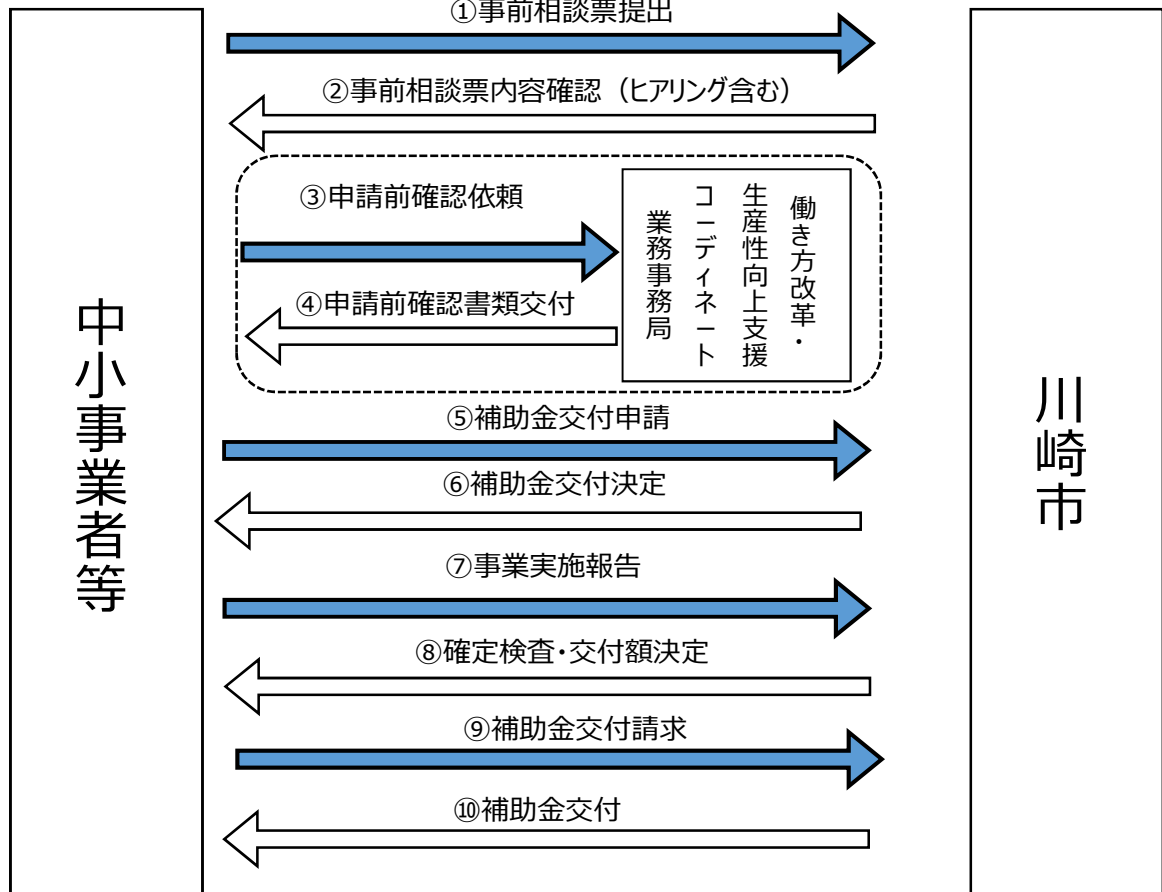 ①事前相談票提出
②事前相談票内容確認（ヒアリング含む）
③申請前確認依頼
④申請前確認書類交付
働き方改革・
生産性向上支援
コーディネート
業務事務局
⑤補助金交付申請
⑥補助金交付決定
⑦事業実施報告
⑧確定検査・交付額決定
⑨補助金交付請求
⑩補助金交付
中小事業者等
川崎市